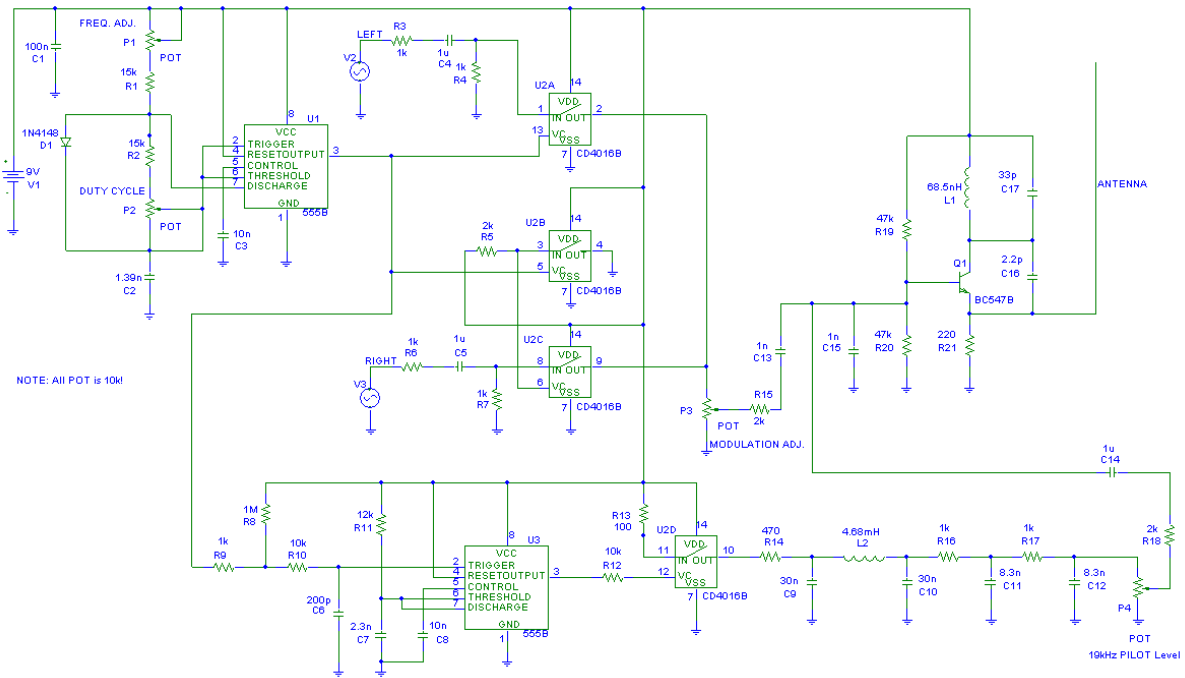 FREQ. ADJ.
P1
POT
100n
C1
15k
R1
1N4148
D1
15k
R2
DUTY CYCLE
P2
POT
1.39n
C2
9V
V1
U1
8
VCC
2
TRIGGER
4
RESET
OUTPUT
3
5
CONTROL
6
THRESHOLD
7
DISCHARGE
GND
1
555B
10n
C3
LEFT
R3
1k
1u
C4
1k
R4
V2
U2A
14
VDD
1
IN OUT
2
13
VC
VSS
7
CD4016B
U2B
14
VDD
2k
R5
3
IN OUT
4
5
VC
VSS
7
CD4016B
U2C
14
VDD
RIGHT
1k
R6
1u
C5
8
IN OUT
9
6
VC
VSS
7
CD4016B
1k
R7
V3
NOTE: All POT is 10k!
P3
POT
MODULATION ADJ.
R15
2k
1n
C13
1n
C15
47k
R19
47k
R20
68.5nH
L1
33p
C17
2.2p
C16
Q1
BC547B
220
R21
ANTENNA
1M
R8
1k
R9
10k
R10
200p
C6
12k
R11
2.3n
C7
10n
C8
U3
8
VCC
2
TRIGGER
4
RESET
OUTPUT
3
5
CONTROL
6
THRESHOLD
7
DISCHARGE
GND
1
555B
10k
R12
R13
100
U2D
14
VDD
11
IN OUT
10
12
VC
VSS
7
CD4016B
470
R14
4.68mH
L2
30n
C9
30n
C10
1k
R16
8.3n
C11
1k
R17
8.3n
C12
1u
C14
2k
R18
P4
POT
19kHz PILOT Level